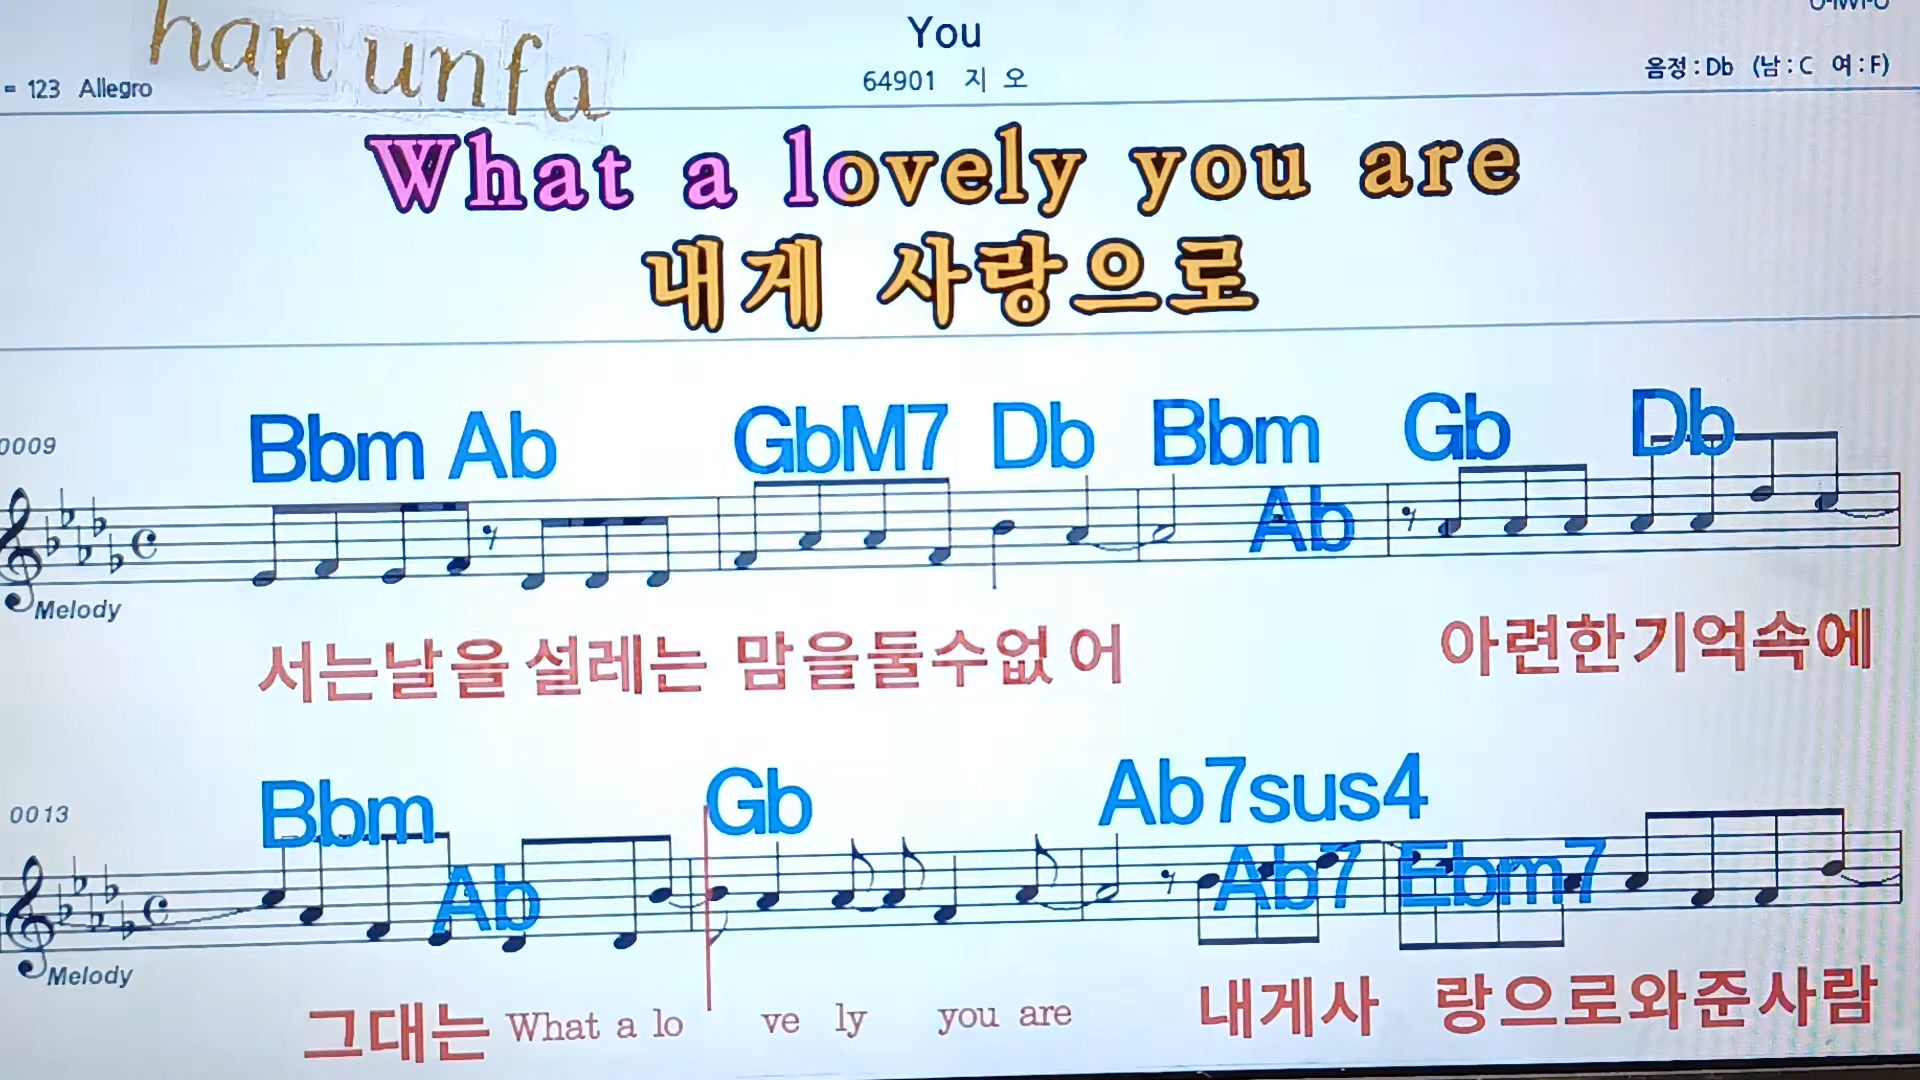 han unfa
You
= 123 Allegro
64901 지 오
음정 : Db (남 : C 여 : F)
What a lovely you are
내게 사랑으로
0009
Bbm Ab GbM7 Db Bbm Ab Gb Db
Melody
서는날을 설레는 맘을둘수없 어 아련한기억속에
0013
Bbm Ab Gb Ab7sus4 Ab7 Ebm7
Melody
그대는 What a lo ve ly you are 내게사 랑으로와준사람